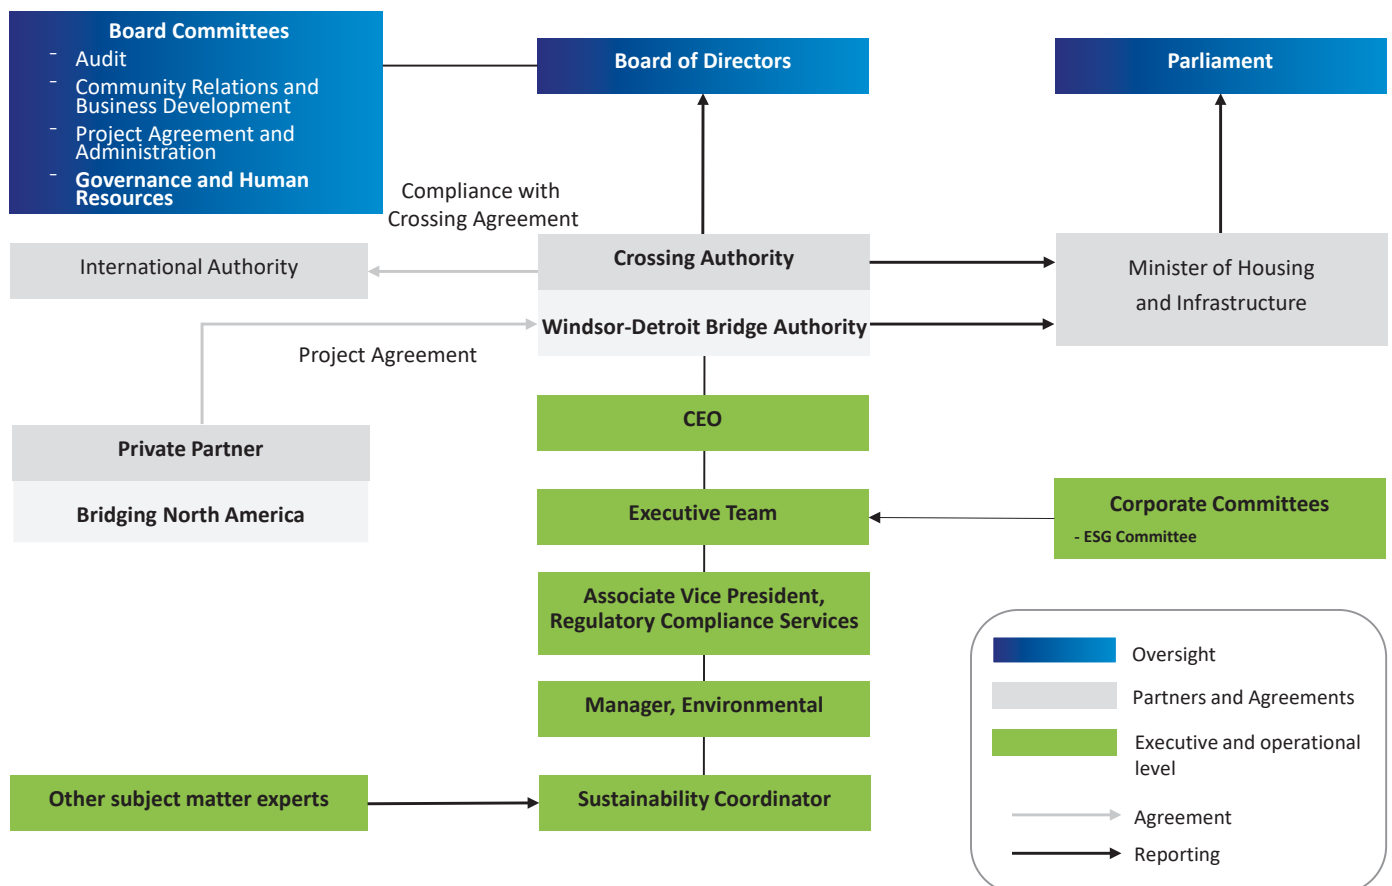 Board Committees
- Audit
- Community Relations and
Business Development
- Project Agreement and
Administration
- Governance and Human
Resources
Board of Directors
Parliament
Compliance with
Crossing Agreement
International Authority
Crossing Authority
Windsor-Detroit Bridge Authority
Minister of Housing
and Infrastructure
Project Agreement
Private Partner
Bridging North America
CEO
Executive Team
Corporate Committees
- ESG Committee
Associate Vice President,
Regulatory Compliance Services
Manager, Environmental
Other subject matter experts
Sustainability Coordinator
Oversight
Partners and Agreements
Executive and operational
level
Agreement
Reporting